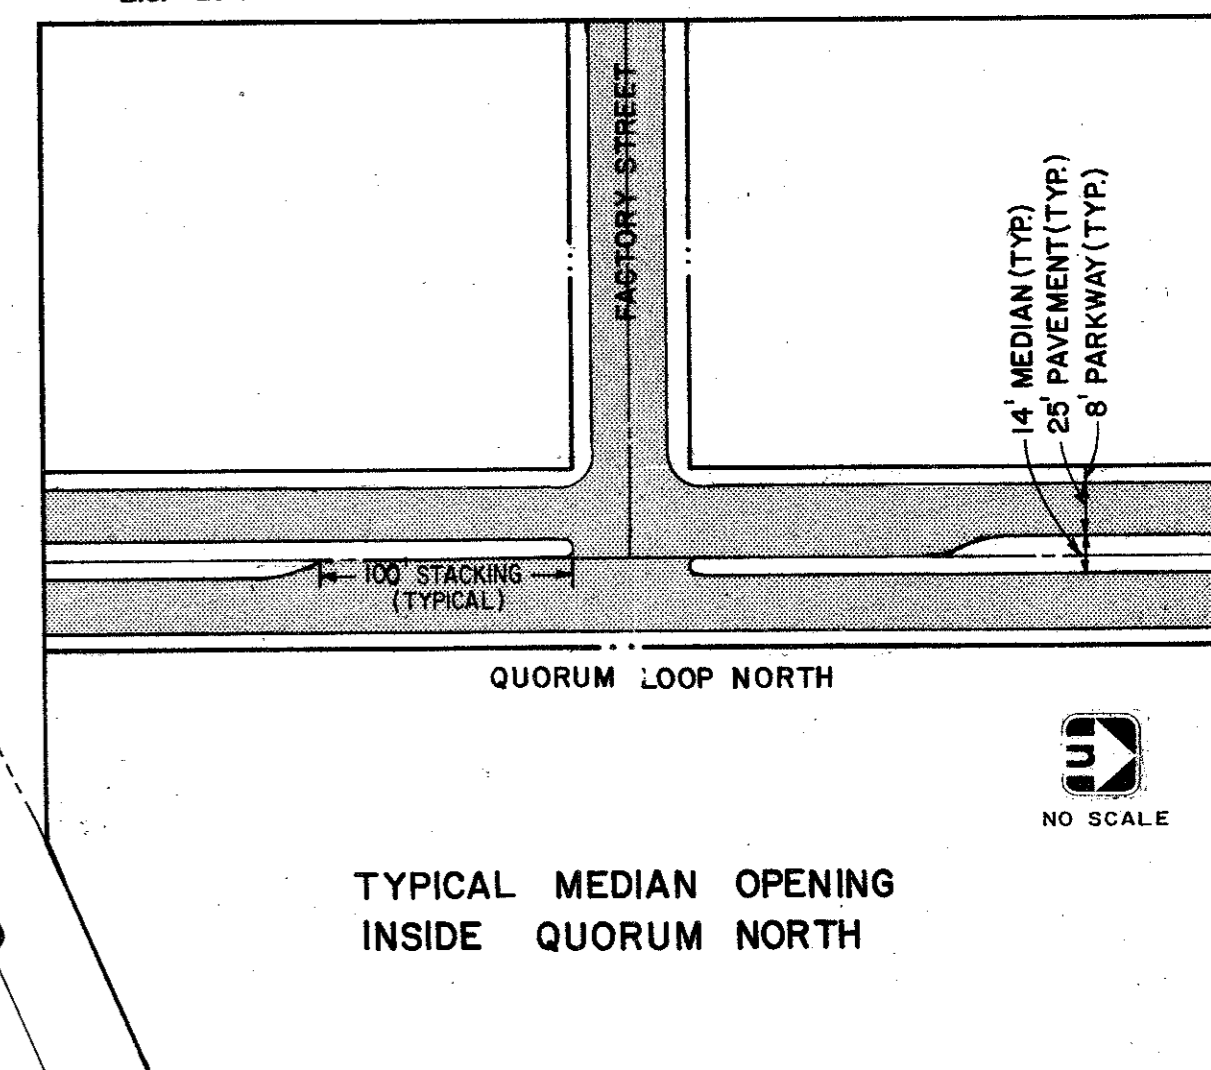 FACTORY STREET
14' MEDIAN (TYP.)
25' PAVEMENT (TYP.)
8' PARKWAY (TYP.)
100' STACKING
(TYPICAL)
QUORUM LOOP NORTH
NO SCALE
TYPICAL MEDIAN OPENING
INSIDE QUORUM NORTH